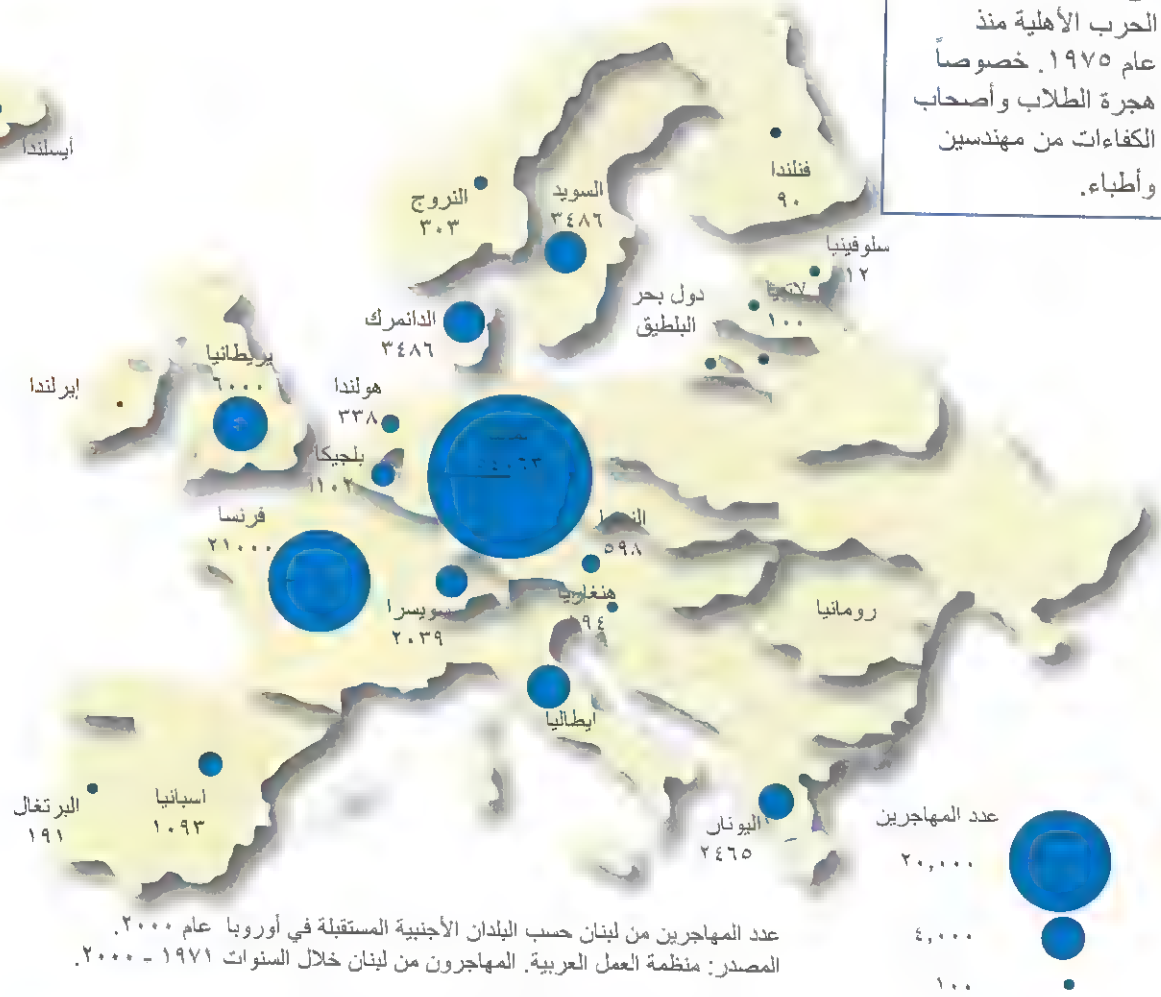 الحرب الأهلية منذ
عام ١٩٧٥. خصوصاً
هجرة الطلاب وأصحاب
الكفاءات من مهندسين
وأطباء.
أيسلندا
فنلندا
٩٠
النروج
٣٠٣
السويد
٣٤٨٦
سلوفينيا
١٢
لاتفيا
١٠٠
دول بحر
البلطيق
الدانمرك
٣٤٨٦
بريطانيا
٦٠٠٠
إيرلندا
هولندا
٣٣٨
بلجيكا
١١٠٢
فرنسا
٢١٠٠٠
٥٩٨
سويسرا
٢٠٣٩
هنغاريا
٩٤
رومانيا
ايطاليا
اسبانيا
١٠٩٣
البرتغال
١٩١
اليونان
٢٤٦٥
عدد المهاجرين
٢٠,٠٠٠
٤,٠٠٠
١٠٠
عدد المهاجرين من لبنان حسب البلدان الأجنبية المستقبلة في أوروبا عام ٢٠٠٠.
المصدر: منظمة العمل العربية. المهاجرون من لبنان خلال السنوات ١٩٧١ - ٢٠٠٠.